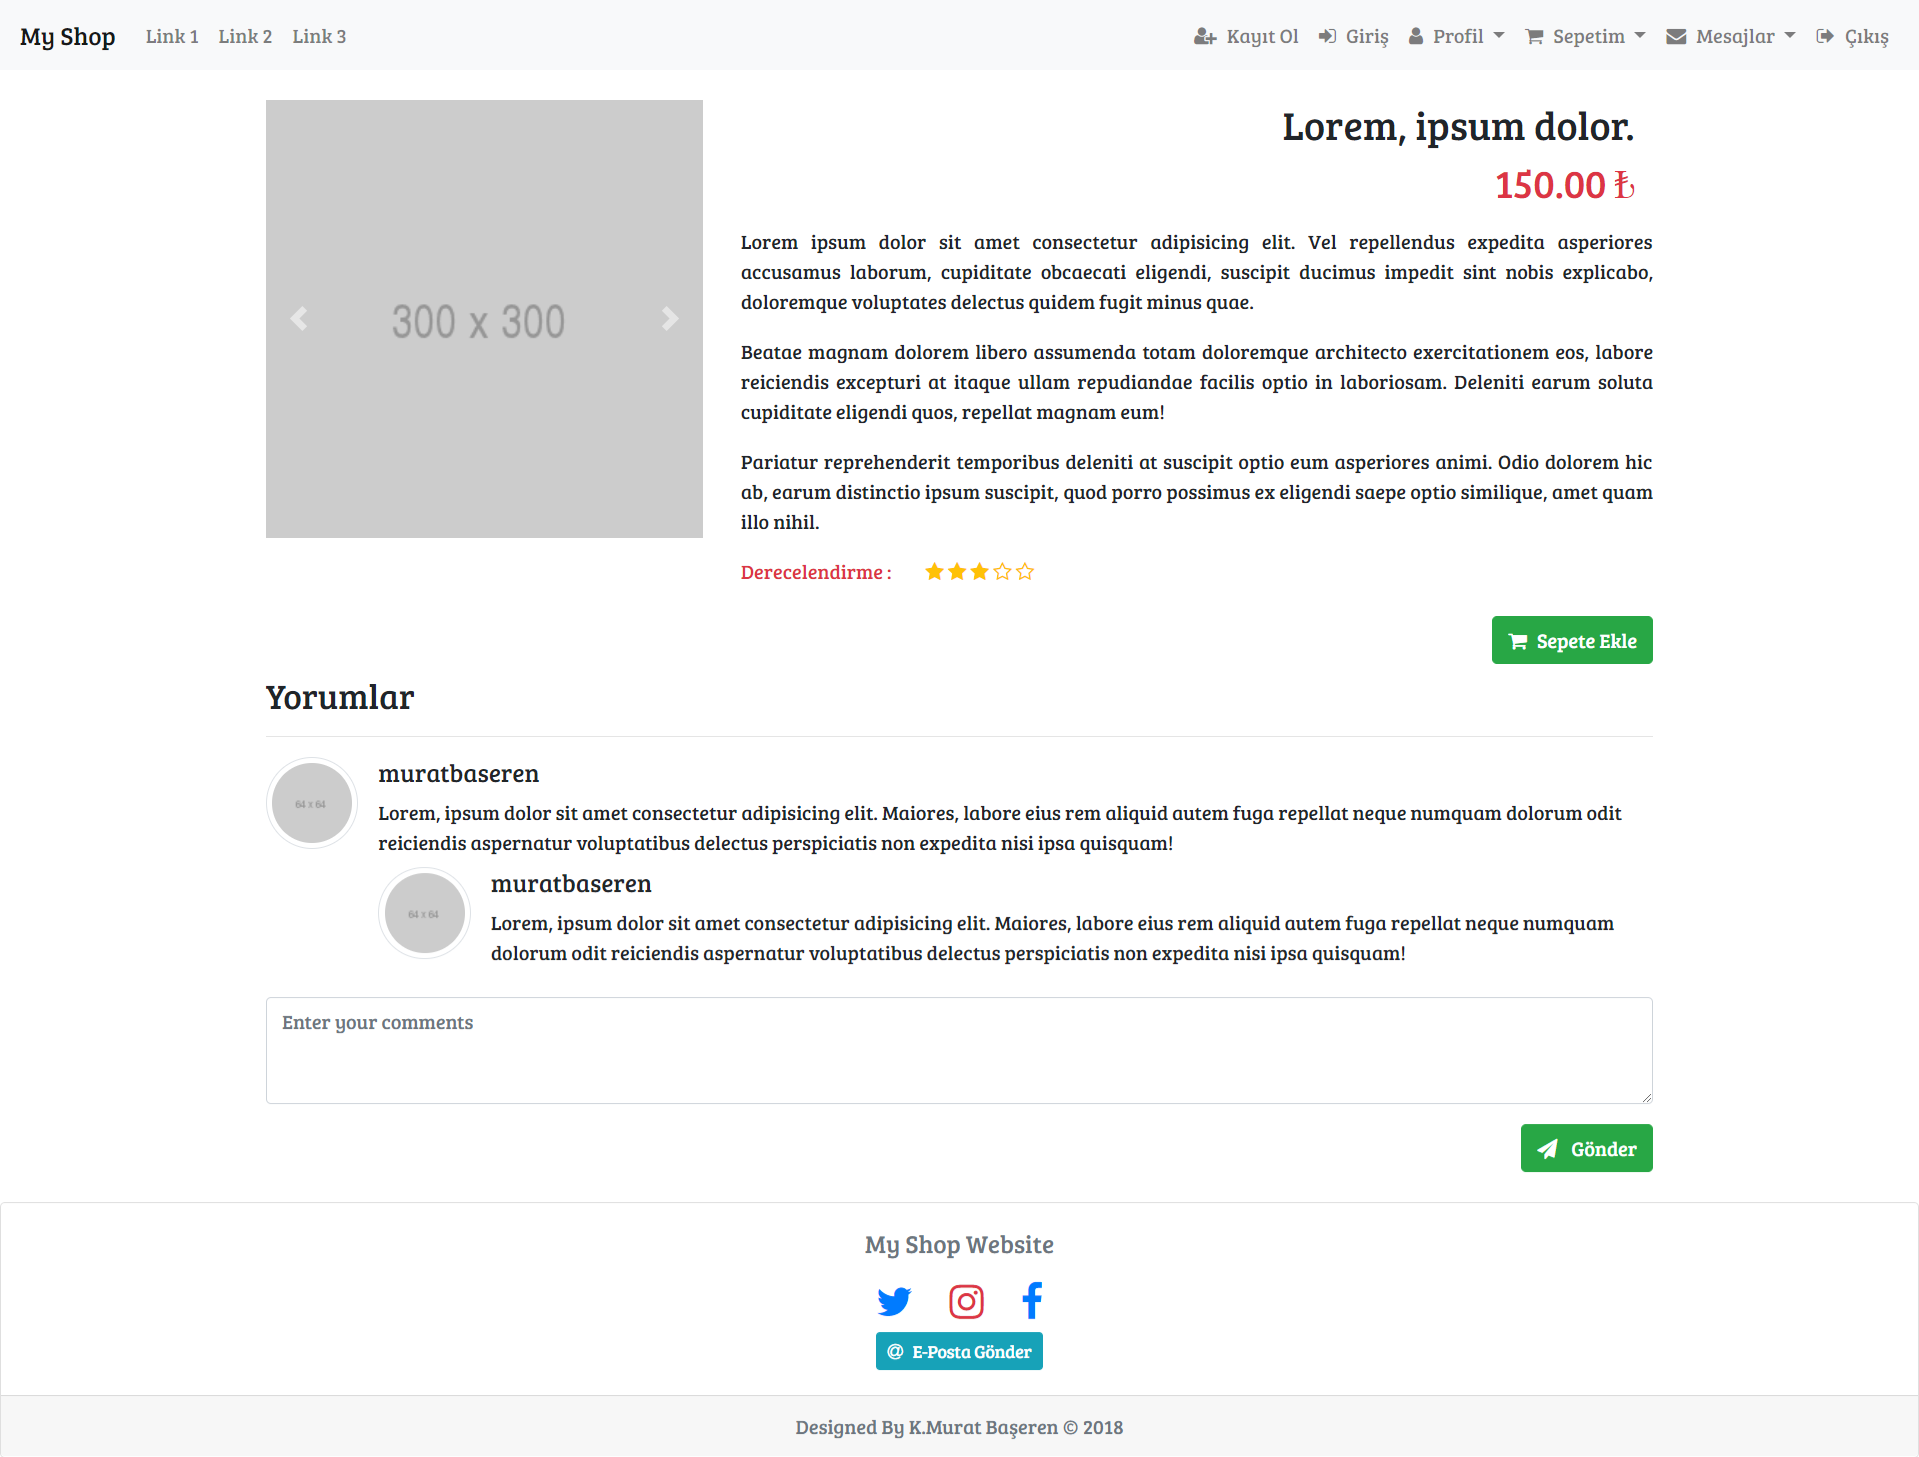 My Shop Link 1 Link 2 Link 3 Kayıt Ol Giriş Profil Sepetim Mesajlar Çıkış
300 x 300
Lorem, ipsum dolor.
150.00 ₺
Lorem ipsum dolor sit amet consectetur adipisicing elit. Vel repellendus expedita asperiores
accusamus laborum, cupiditate obcaecati eligendi, suscipit ducimus impedit sint nobis explicabo,
doloremque voluptates delectus quidem fugit minus quae.
Beatae magnam dolorem libero assumenda totam doloremque architecto exercitationem eos, labore
reiciendis excepturi at itaque ullam repudiandae facilis optio in laboriosam. Deleniti earum soluta
cupiditate eligendi quos, repellat magnam eum!
Pariatur reprehenderit temporibus deleniti at suscipit optio eum asperiores animi. Odio dolorem hic
ab, earum distinctio ipsum suscipit, quod porro possimus ex eligendi saepe optio similique, amet quam
illo nihil.
Derecelendirme :
Sepete Ekle
Yorumlar
64 x 64
muratbaseren
Lorem, ipsum dolor sit amet consectetur adipisicing elit. Maiores, labore eius rem aliquid autem fuga repellat neque numquam dolorum odit
reiciendis aspernatur voluptatibus delectus perspiciatis non expedita nisi ipsa quisquam!
64 x 64
muratbaseren
Lorem, ipsum dolor sit amet consectetur adipisicing elit. Maiores, labore eius rem aliquid autem fuga repellat neque numquam
dolorum odit reiciendis aspernatur voluptatibus delectus perspiciatis non expedita nisi ipsa quisquam!
Enter your comments
Gönder
My Shop Website
E-Posta Gönder
Designed By K.Murat Başeren © 2018